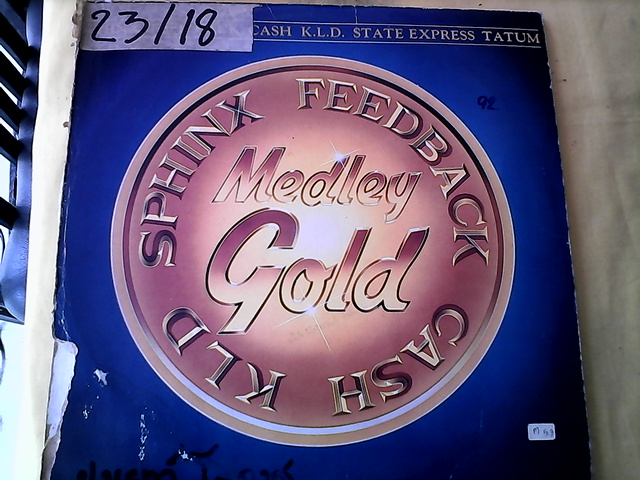 23/18
CASH K.L.D. STATE EXPRESS TATUM
92
SPHINX FEEDBACK
Medley
Gold
KLD CASH